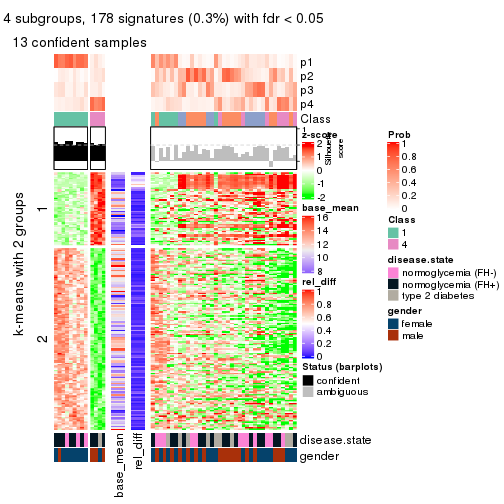 4 subgroups, 178 signatures (0.3%) with fdr < 0.05
13 confident samples
p1
p2
p3
p4
Class
1
Silhouette
score
k-means with 2 groups
1
2
base_mean
rel_diff
disease.state
gender
z-score
2
1
0
-1
-2
base_mean
16
14
12
10
8
rel_diff
1
0.8
0.6
0.4
0.2
0
Status (barplots)
confident
ambiguous
Prob
1
0.8
0.6
0.4
0.2
0
Class
1
4
disease.state
normoglycemia (FH-)
normoglycemia (FH+)
type 2 diabetes
gender
female
male